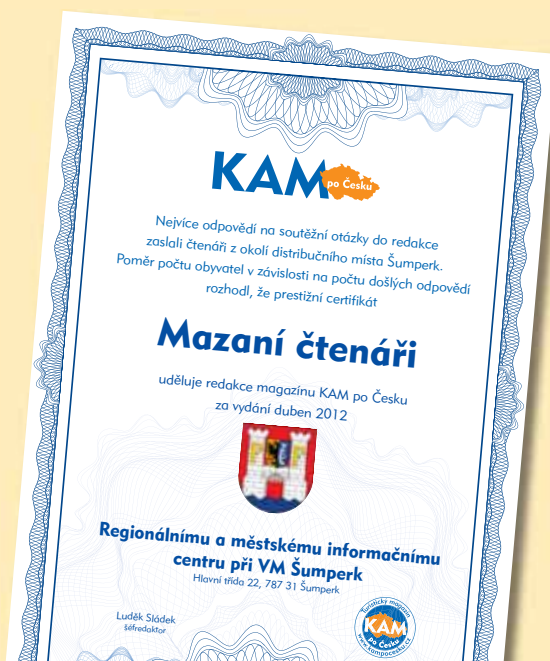 KAM
po Česku
Nejvíce odpovědí na soutěžní otázky do redakce
zaslali čtenáři z okolí distribučního místa Šumperk.
Poměr počtu obyvatel v závislosti na počtu došlých odpovědí
rozhodl, že prestižní certifikát
Mazaní čtenáři
uděluje redakce magazínu KAM po Česku
za vydání duben 2012
Regionálnímu a městskému informačnímu
centru při VM Šumperk
Hlavní třída 22, 787 31 Šumperk
Luděk Sládek
šéfredaktor
Turistický magazín
KAM
po Česku
www.kampocesku.cz